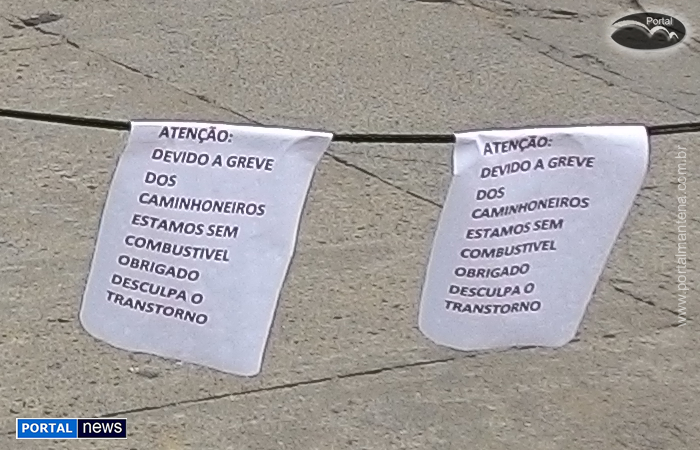 Portal
ATENÇÃO:
DEVIDO A GREVE
DOS
CAMINHONEIROS
ESTAMOS SEM
COMBUSTIVEL
OBRIGADO
DESCULPA O
TRANSTORNO
ATENÇÃO:
DEVIDO A GREVE
DOS
CAMINHONEIROS
ESTAMOS SEM
COMBUSTIVEL
OBRIGADO
DESCULPA O
TRANSTORNO
www.portalmantena.com.br
PORTAL news